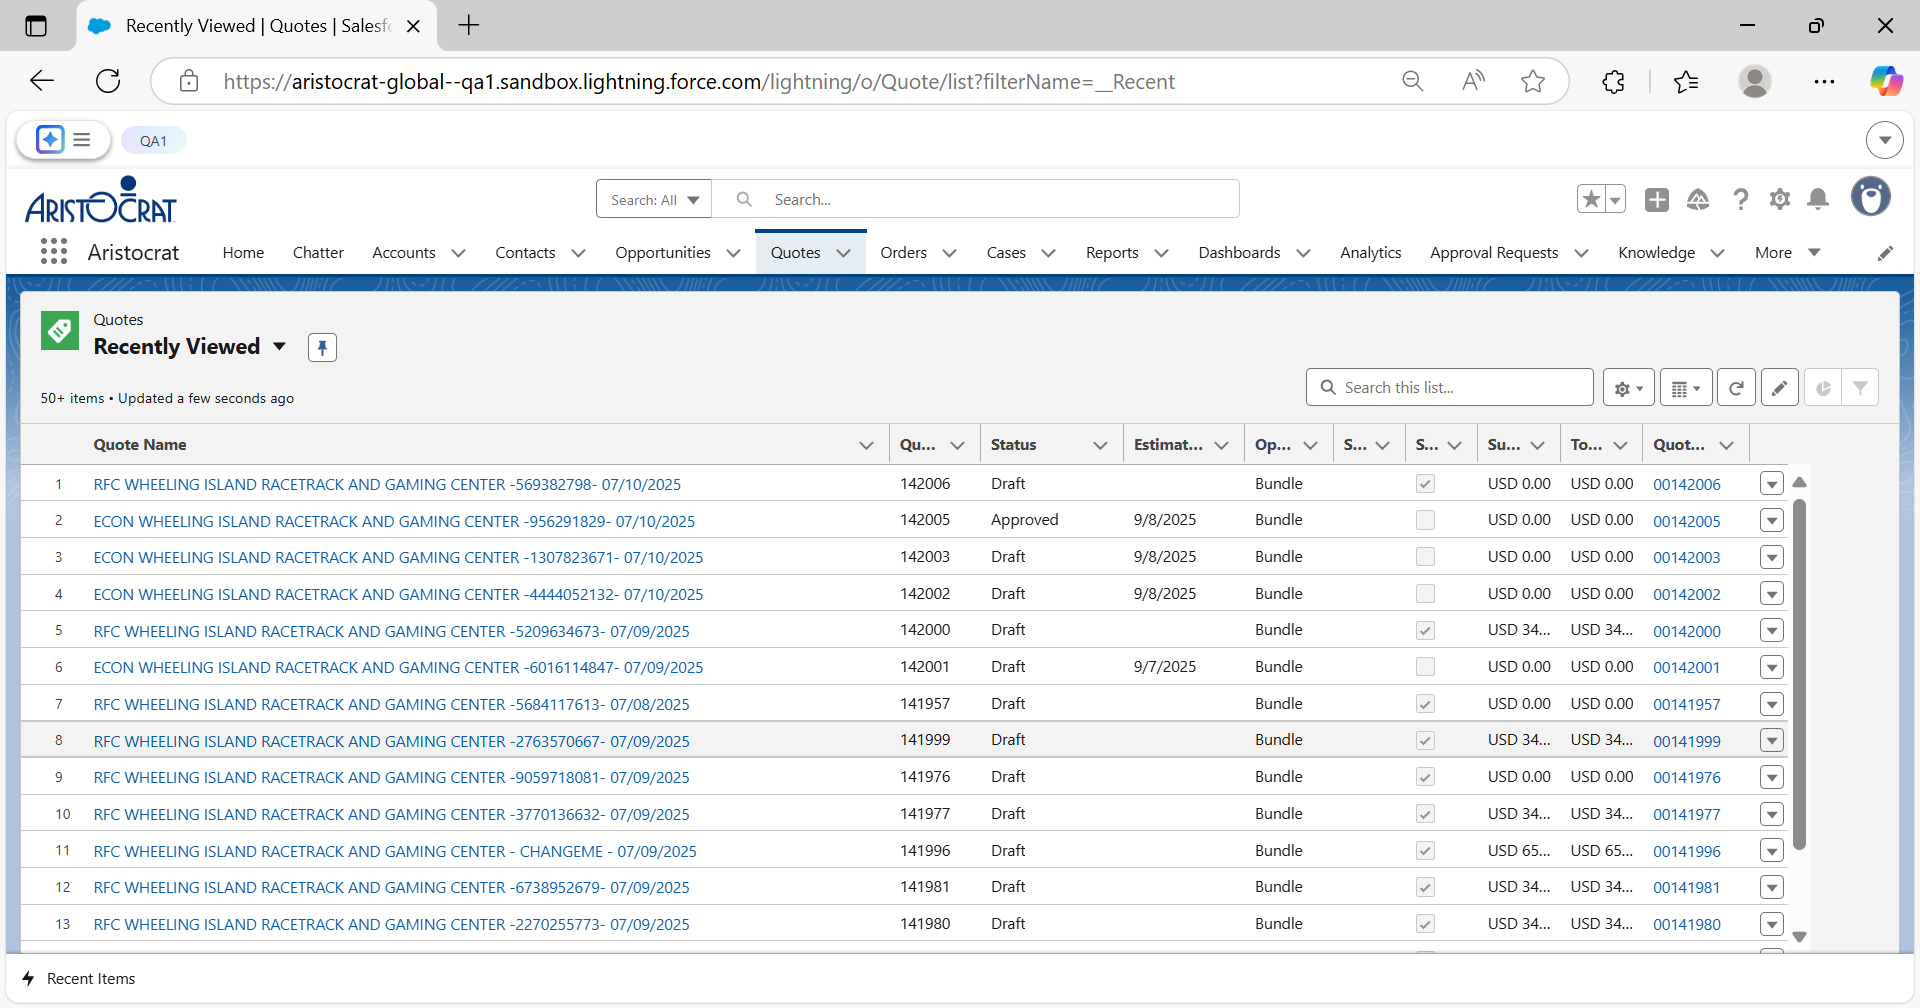 Recently Viewed | Quotes | Salesfo
https://aristocrat-global--qa1.sandbox.lightning.force.com/lightning/o/Quote/list?filterName=__Recent
QA1
ARISTOCRAT
Search: All
Search...
Aristocrat
Home
Chatter
Accounts
Contacts
Opportunities
Quotes
Orders
Cases
Reports
Dashboards
Analytics
Approval Requests
Knowledge
More
Quotes
Recently Viewed
50+ items • Updated a few seconds ago
Search this list...
Quote Name Qu... Status Estimat... Op... S... S... Su... To... Quot...
1 RFC WHEELING ISLAND RACETRACK AND GAMING CENTER -569382798- 07/10/2025 142006 Draft Bundle USD 0.00 USD 0.00 00142006
2 ECON WHEELING ISLAND RACETRACK AND GAMING CENTER -956291829- 07/10/2025 142005 Approved 9/8/2025 Bundle USD 0.00 USD 0.00 00142005
3 ECON WHEELING ISLAND RACETRACK AND GAMING CENTER -1307823671- 07/10/2025 142003 Draft 9/8/2025 Bundle USD 0.00 USD 0.00 00142003
4 ECON WHEELING ISLAND RACETRACK AND GAMING CENTER -4444052132- 07/10/2025 142002 Draft 9/8/2025 Bundle USD 0.00 USD 0.00 00142002
5 RFC WHEELING ISLAND RACETRACK AND GAMING CENTER -5209634673- 07/09/2025 142000 Draft Bundle USD 34... USD 34... 00142000
6 ECON WHEELING ISLAND RACETRACK AND GAMING CENTER -6016114847- 07/09/2025 142001 Draft 9/7/2025 Bundle USD 0.00 USD 0.00 00142001
7 RFC WHEELING ISLAND RACETRACK AND GAMING CENTER -5684117613- 07/08/2025 141957 Draft Bundle USD 0.00 USD 0.00 00141957
8 RFC WHEELING ISLAND RACETRACK AND GAMING CENTER -2763570667- 07/09/2025 141999 Draft Bundle USD 34... USD 34... 00141999
9 RFC WHEELING ISLAND RACETRACK AND GAMING CENTER -9059718081- 07/09/2025 141976 Draft Bundle USD 0.00 USD 0.00 00141976
10 RFC WHEELING ISLAND RACETRACK AND GAMING CENTER -3770136632- 07/09/2025 141977 Draft Bundle USD 34... USD 34... 00141977
11 RFC WHEELING ISLAND RACETRACK AND GAMING CENTER - CHANGEME - 07/09/2025 141996 Draft Bundle USD 65... USD 65... 00141996
12 RFC WHEELING ISLAND RACETRACK AND GAMING CENTER -6738952679- 07/09/2025 141981 Draft Bundle USD 34... USD 34... 00141981
13 RFC WHEELING ISLAND RACETRACK AND GAMING CENTER -2270255773- 07/09/2025 141980 Draft Bundle USD 34... USD 34... 00141980
Recent Items